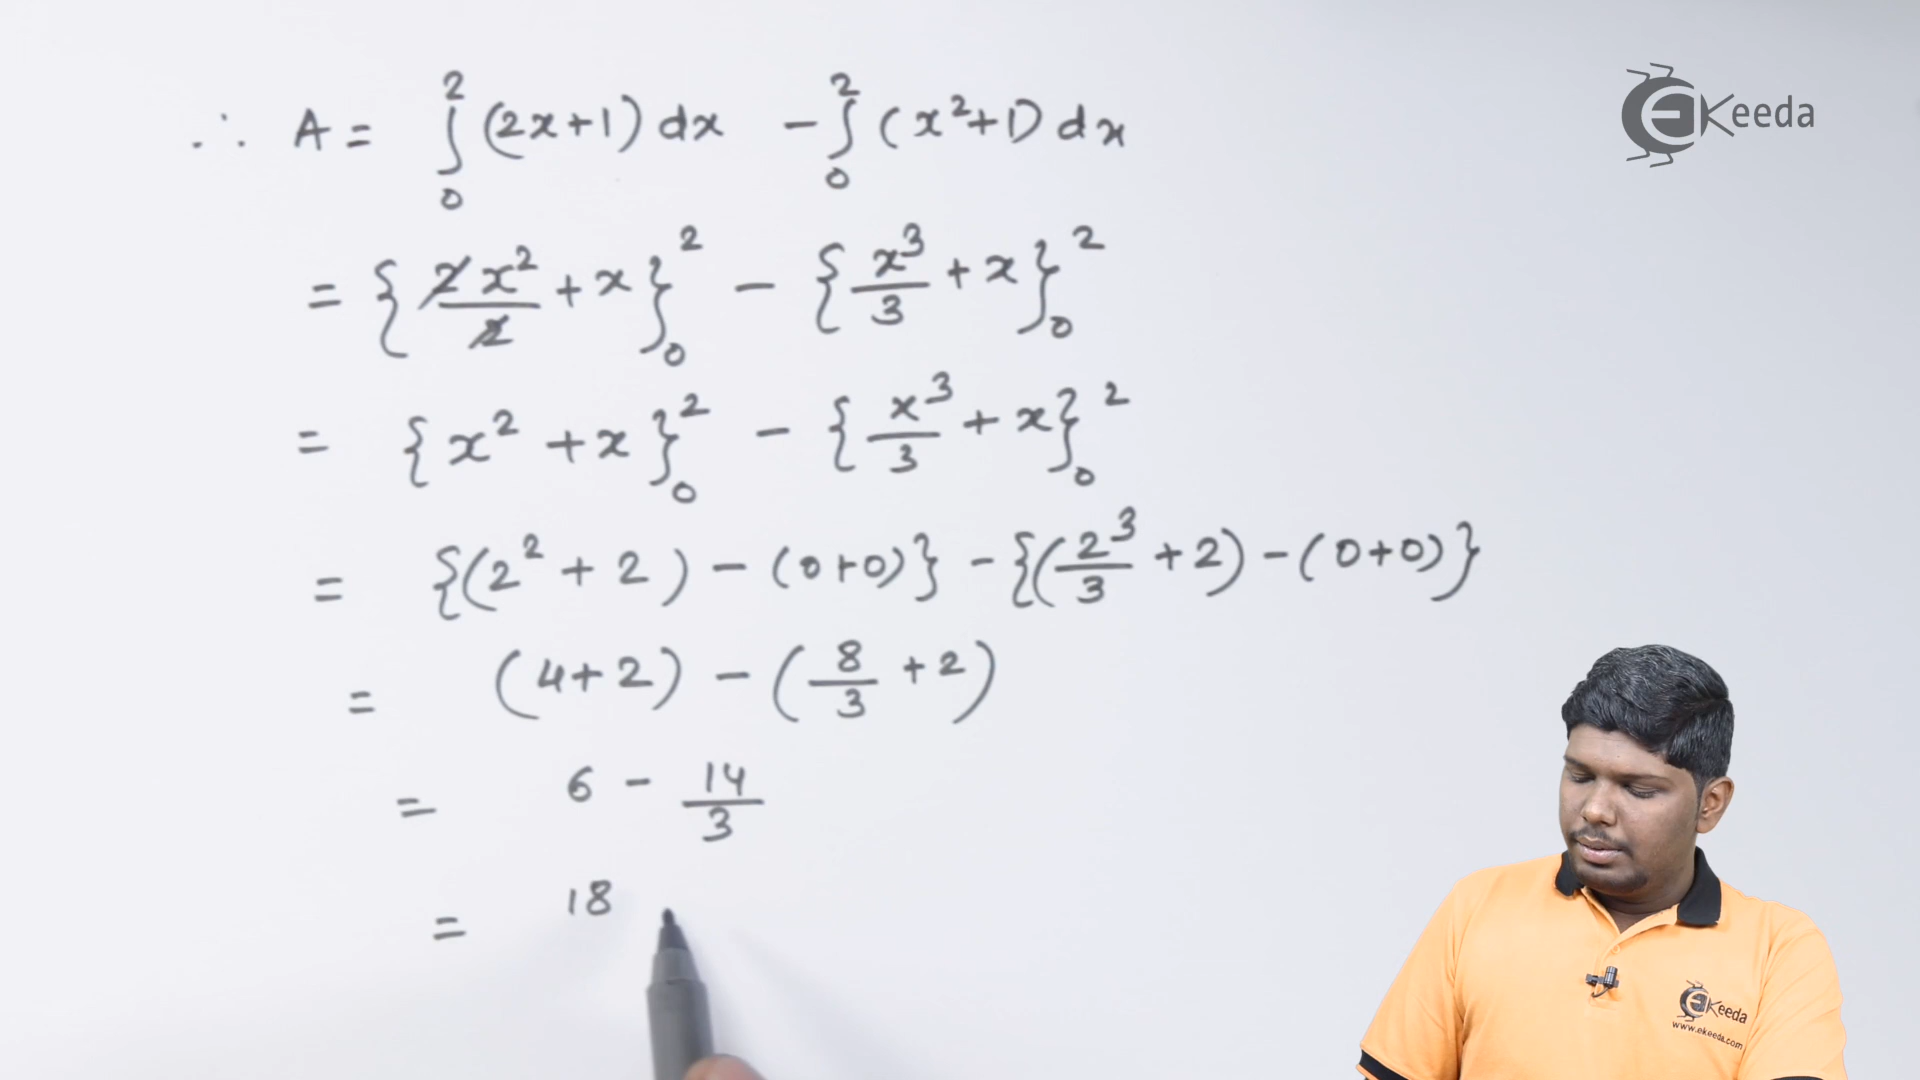 EKeeda
∴ A = ∫₀² (2x+1) dx - ∫₀² (x²+1) dx
= {2x²/2 + x}₀² - {x³/3 + x}₀²
= {x² + x}₀² - {x³/3 + x}₀²
= {(2² + 2) - (0+0)} - {(2³/3 + 2) - (0+0)}
= (4+2) - (8/3 + 2)
= 6 - 14/3
= 18
EKeeda
www.ekeeda.com